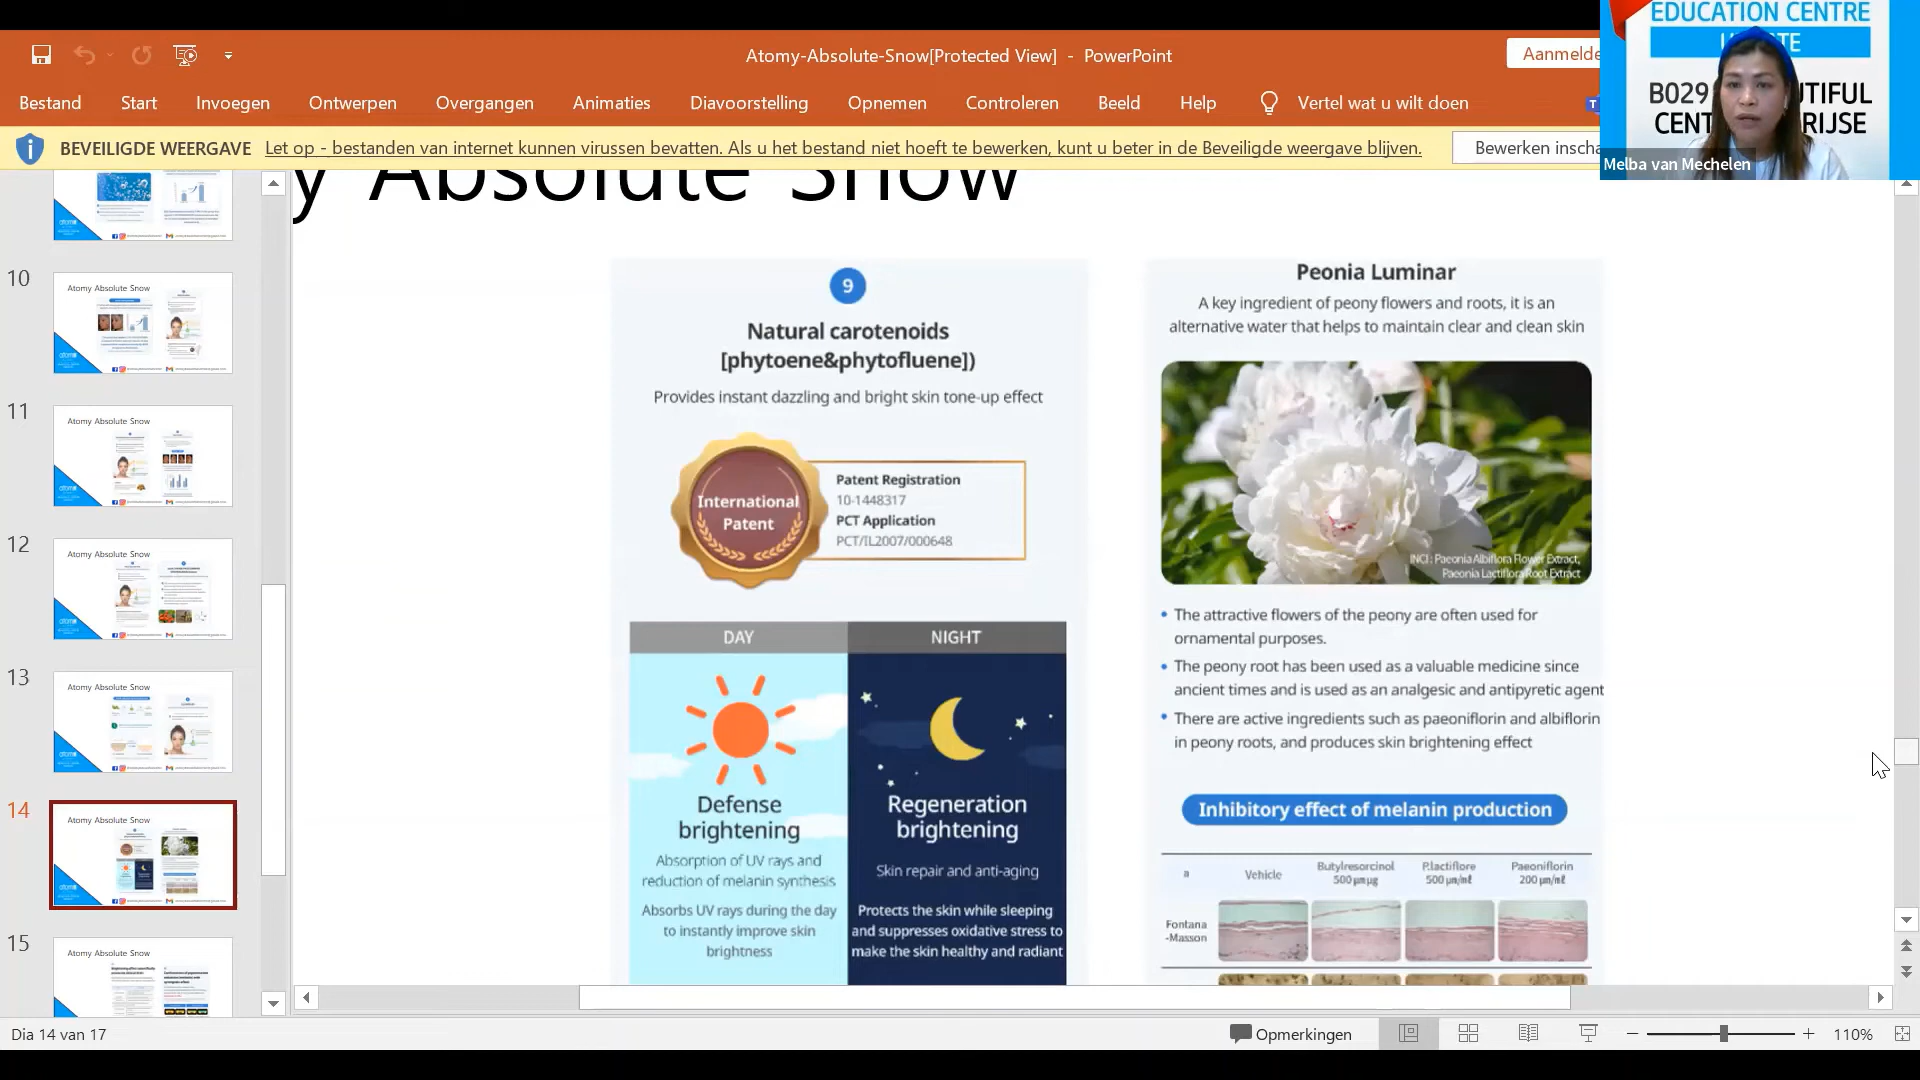 Atomy-Absolute-Snow[Protected View] - PowerPoint
Aanmelde
Bestand Start Invoegen Ontwerpen Overgangen Animaties Diavoorstelling Opnemen Controleren Beeld Help Vertel wat u wilt doen
BEVEILIGDE WEERGAVE Let op - bestanden van internet kunnen virussen bevatten. Als u het bestand niet hoeft te bewerken, kunt u beter in de Beveiligde weergave blijven. Bewerken inscha
EDUCATION CENTRE
B029
UTIFUL
CENT RIJSE
Melba van Mechelen
y Absolute Snow
10
Atomy Absolute Snow
11
Atomy Absolute Snow
12
Atomy Absolute Snow
13
Atomy Absolute Snow
14
Atomy Absolute Snow
15
Atomy Absolute Snow
9
Natural carotenoids
[phytoene&phytofluene])
Provides instant dazzling and bright skin tone-up effect
International
Patent
Patent Registration
10-1448317
PCT Application
PCT/IL2007/000648
DAY
Defense
brightening
Absorption of UV rays and
reduction of melanin synthesis
Absorbs UV rays during the day
to instantly improve skin
brightness
NIGHT
Regeneration
brightening
Skin repair and anti-aging
Protects the skin while sleeping
and suppresses oxidative stress to
make the skin healthy and radiant
Peonia Luminar
A key ingredient of peony flowers and roots, it is an
alternative water that helps to maintain clear and clean skin
INCI : Paeonia Albiflora Flower Extract,
Paeonia Lactiflora Root Extract
• The attractive flowers of the peony are often used for
ornamental purposes.
• The peony root has been used as a valuable medicine since
ancient times and is used as an analgesic and antipyretic agent
• There are active ingredients such as paeoniflorin and albiflorin
in peony roots, and produces skin brightening effect
Inhibitory effect of melanin production
a Vehicle Butylresorcinol P.lactiflore Paeoniflorin
500 μmμg 500 μm/mℓ 200 μm/mℓ
Fontana
-Masson
Dia 14 van 17
Opmerkingen
110%